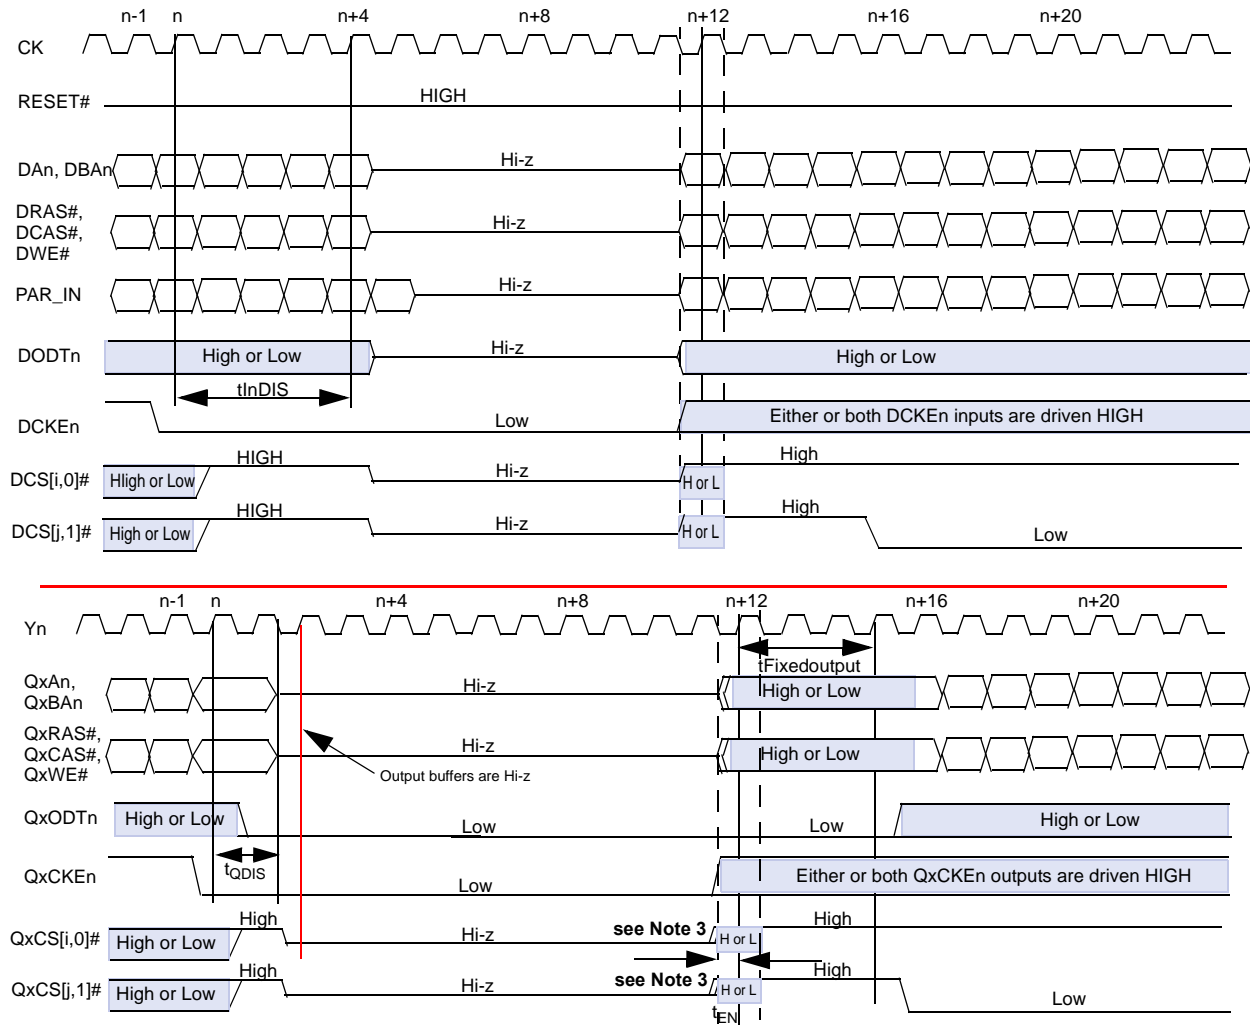 n-1 n n+4 n+8 n+12 n+16 n+20
CK
RESET# HIGH
DAn, DBAn Hi-z
DRAS#,
DCAS#, Hi-z
DWE#
PAR_IN Hi-z
DODTn High or Low Hi-z High or Low
tInDIS
DCKEn Low Either or both DCKEn inputs are driven HIGH
DCS[i,0]# HIigh or Low HIGH Hi-z H or L High
DCS[j,1]# High or Low HIGH Hi-z H or L High Low
n-1 n n+4 n+8 n+12 n+16 n+20
Yn
tFixedoutput
QxAn,
QxBAn Hi-z High or Low
QxRAS#,
QxCAS#, Hi-z High or Low
QxWE#
Output buffers are Hi-z
QxODTn High or Low Low Low High or Low
tQDIS
QxCKEn Low Either or both QxCKEn outputs are driven HIGH
QxCS[i,0]# High or Low High Hi-z see Note 3 H or L High
QxCS[j,1]# High or Low High Hi-z see Note 3 H or L High Low
tEN